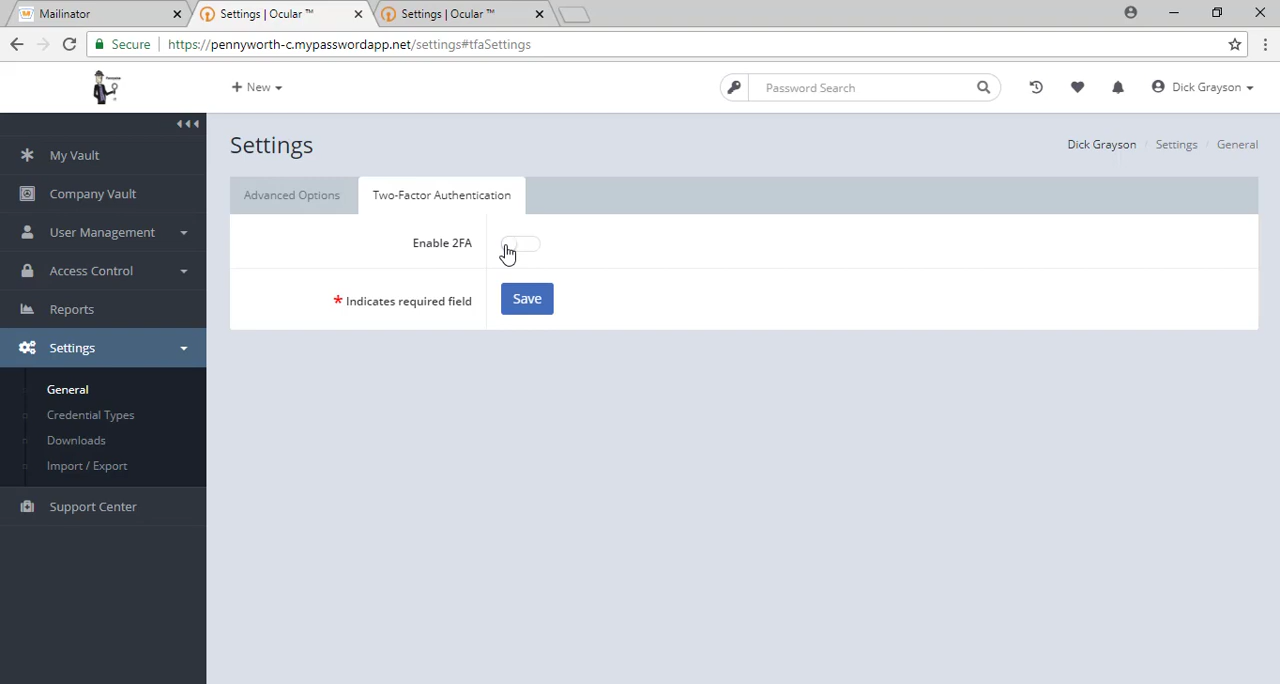 Mailinator
Settings | Ocular ™
Settings | Ocular ™
Secure
https://pennyworth-c.mypasswordapp.net/settings#tfaSettings
+ New
Password Search
Dick Grayson
My Vault
Company Vault
User Management
Access Control
Reports
Settings
General
Credential Types
Downloads
Import / Export
Support Center
Settings
Dick Grayson / Settings / General
Advanced Options
Two-Factor Authentication
Enable 2FA
* Indicates required field
Save